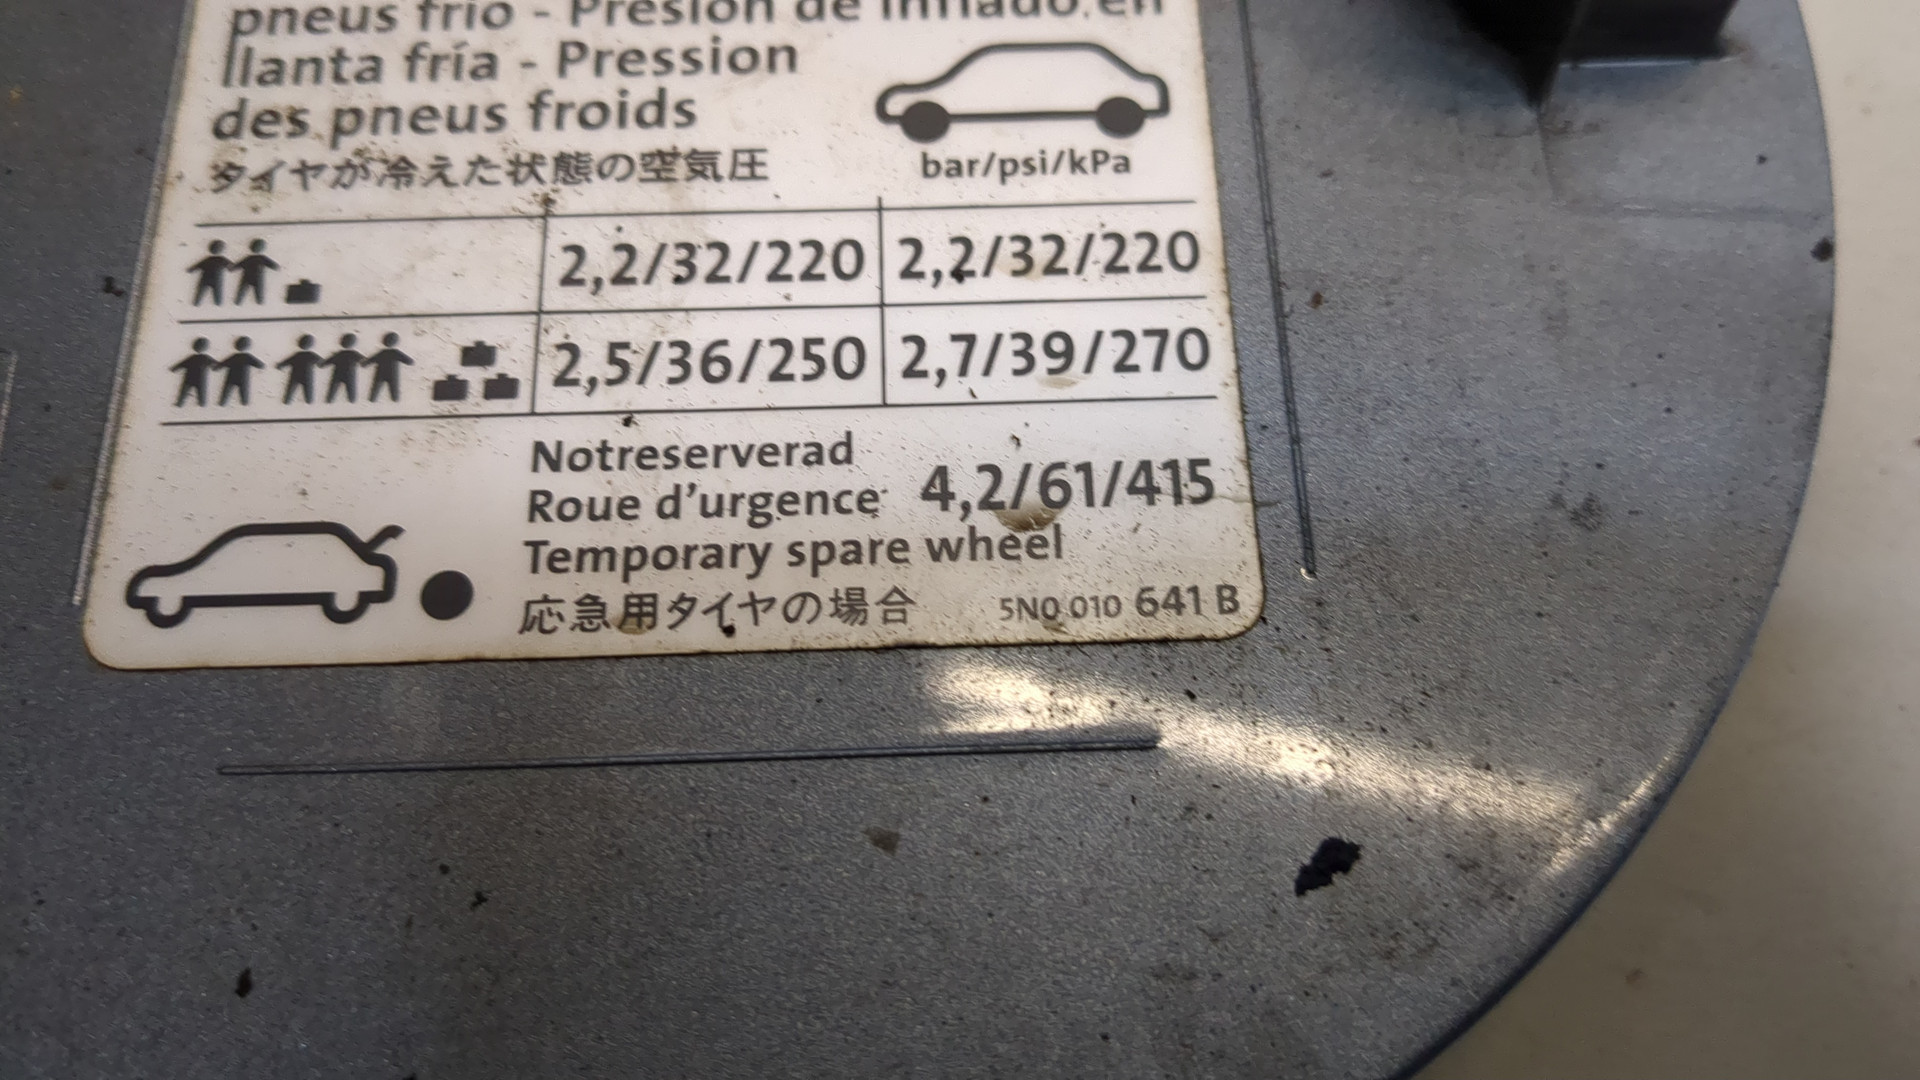 pneus frio - Presión de inflado en
llanta fría - Pression
des pneus froids
タイヤが冷えた状態の空気圧
bar/psi/kPa
2,2/32/220 2,2/32/220
2,5/36/250 2,7/39/270
Notreserverad
Roue d'urgence 4,2/61/415
Temporary spare wheel
応急用タイヤの場合 5N0 010 641 B